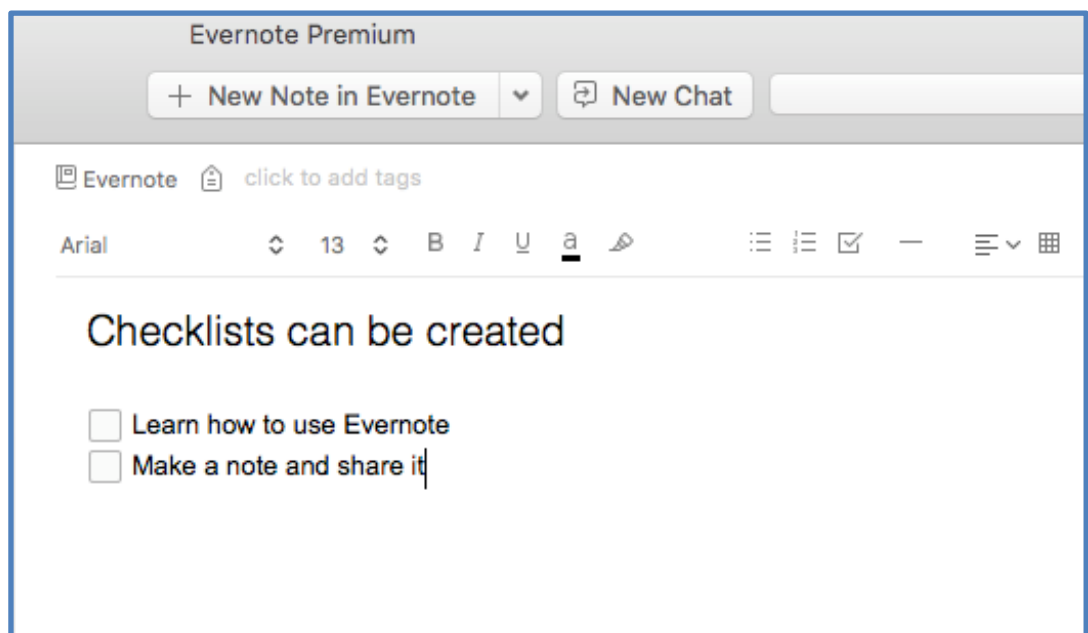 Evernote Premium
+ New Note in Evernote New Chat
Evernote click to add tags
Arial 13 B I U a
Checklists can be created
Learn how to use Evernote
Make a note and share it